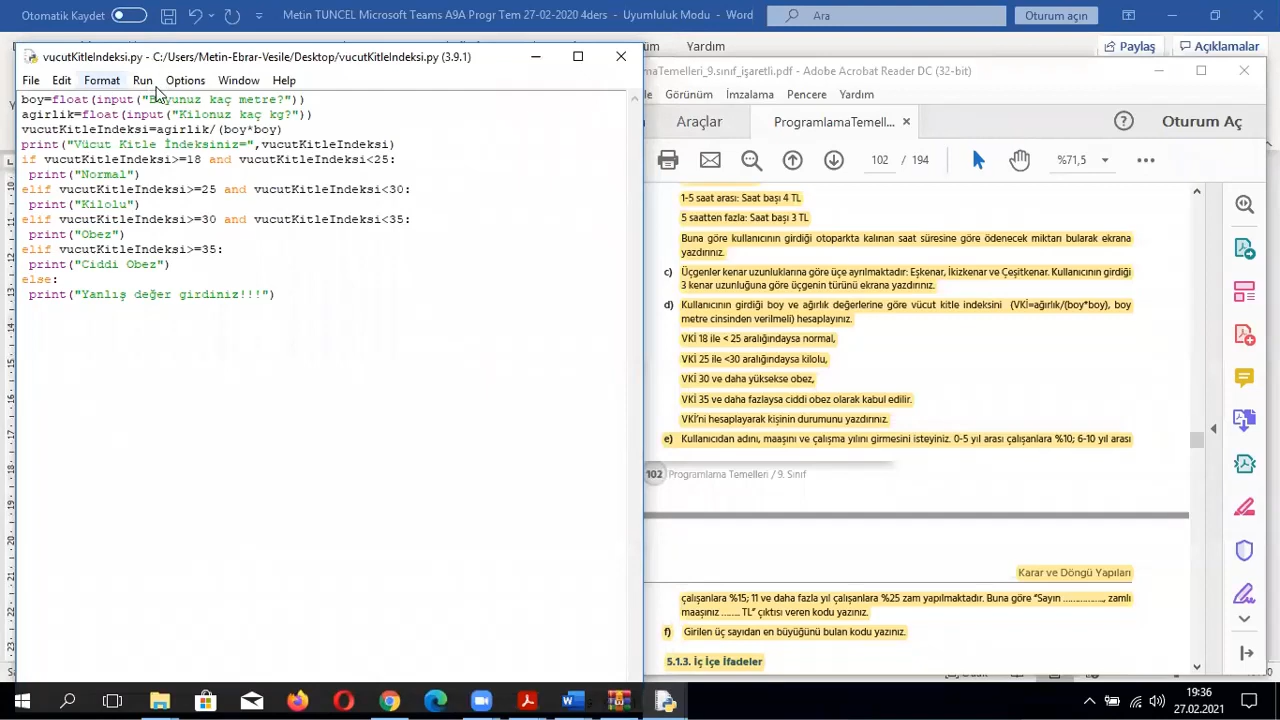 Otomatik Kaydet
Metin TUNCEL Microsoft Teams A9A Progr Tem 27-02-2020 4ders - Uyumluluk Modu - Word
Ara
Oturum açın
Yardım
Paylaş
Açıklamalar
vucutKitleIndeksi.py - C:/Users/Metin-Ebrar-Vesile/Desktop/vucutKitleIndeksi.py (3.9.1)
File Edit Format Run Options Window Help
boy=float(input("Boyunuz kaç metre?"))
agirlik=float(input("Kilonuz kaç kg?"))
vucutKitleIndeksi=agirlik/(boy*boy)
print("Vücut Kitle İndeksiniz=",vucutKitleIndeksi)
if vucutKitleIndeksi>=18 and vucutKitleIndeksi<25:
print("Normal")
elif vucutKitleIndeksi>=25 and vucutKitleIndeksi<30:
print("Kilolu")
elif vucutKitleIndeksi>=30 and vucutKitleIndeksi<35:
print("Obez")
elif vucutKitleIndeksi>=35:
print("Ciddi Obez")
else:
print("Yanlış değer girdiniz!!!")
maTemelleri_9.sınıf_işaretli.pdf - Adobe Acrobat Reader DC (32-bit)
le Görünüm İmzalama Pencere Yardım
Araçlar
ProgramlamaTemell...
Oturum Aç
102 / 194
%71,5
1-5 saat arası: Saat başı 4 TL
5 saatten fazla: Saat başı 3 TL
Buna göre kullanıcının girdiği otoparkta kalınan saat süresine göre ödenecek miktarı bularak ekrana
yazdırınız.
c) Üçgenler kenar uzunluklarına göre üçe ayrılmaktadır: Eşkenar, İkizkenar ve Çeşitkenar. Kullanıcının girdiği
3 kenar uzunluğuna göre üçgenin türünü ekrana yazdırınız.
d) Kullanıcının girdiği boy ve ağırlık değerlerine göre vücut kitle indeksini (VKİ=ağırlık/(boy*boy), boy
metre cinsinden verilmeli) hesaplayınız.
VKİ 18 ile < 25 aralığındaysa normal,
VKİ 25 ile <30 aralığındaysa kilolu,
VKİ 30 ve daha yüksekse obez,
VKİ 35 ve daha fazlaysa ciddi obez olarak kabul edilir.
VKİ'ni hesaplayarak kişinin durumunu yazdırınız.
e) Kullanıcıdan adını, maaşını ve çalışma yılını girmesini isteyiniz. 0-5 yıl arası çalışanlara %10; 6-10 yıl arası
102 Programlama Temelleri / 9. Sınıf
Karar ve Döngü Yapıları
çalışanlara %15; 11 ve daha fazla yıl çalışanlara %25 zam yapılmaktadır. Buna göre "Sayın ................, zamlı
maaşınız ....... TL" çıktısı veren kodu yazınız.
f) Girilen üç sayıdan en büyüğünü bulan kodu yazınız.
5.1.3. İç İçe İfadeler
19:36
27.02.2021